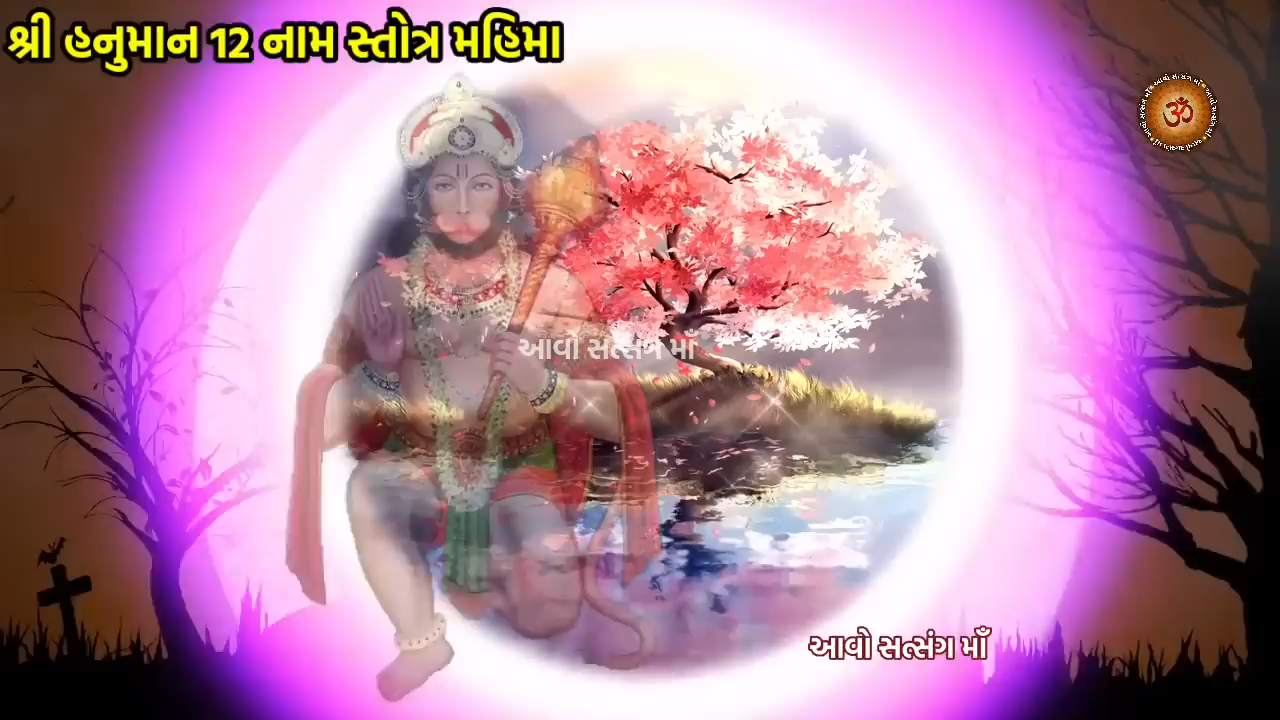 શ્રી હનુમાન 12 નામ સ્તોત્ર મહિમા
ૐ
આવો સત્સંગ માઁ
આવો સત્સંગ માઁ